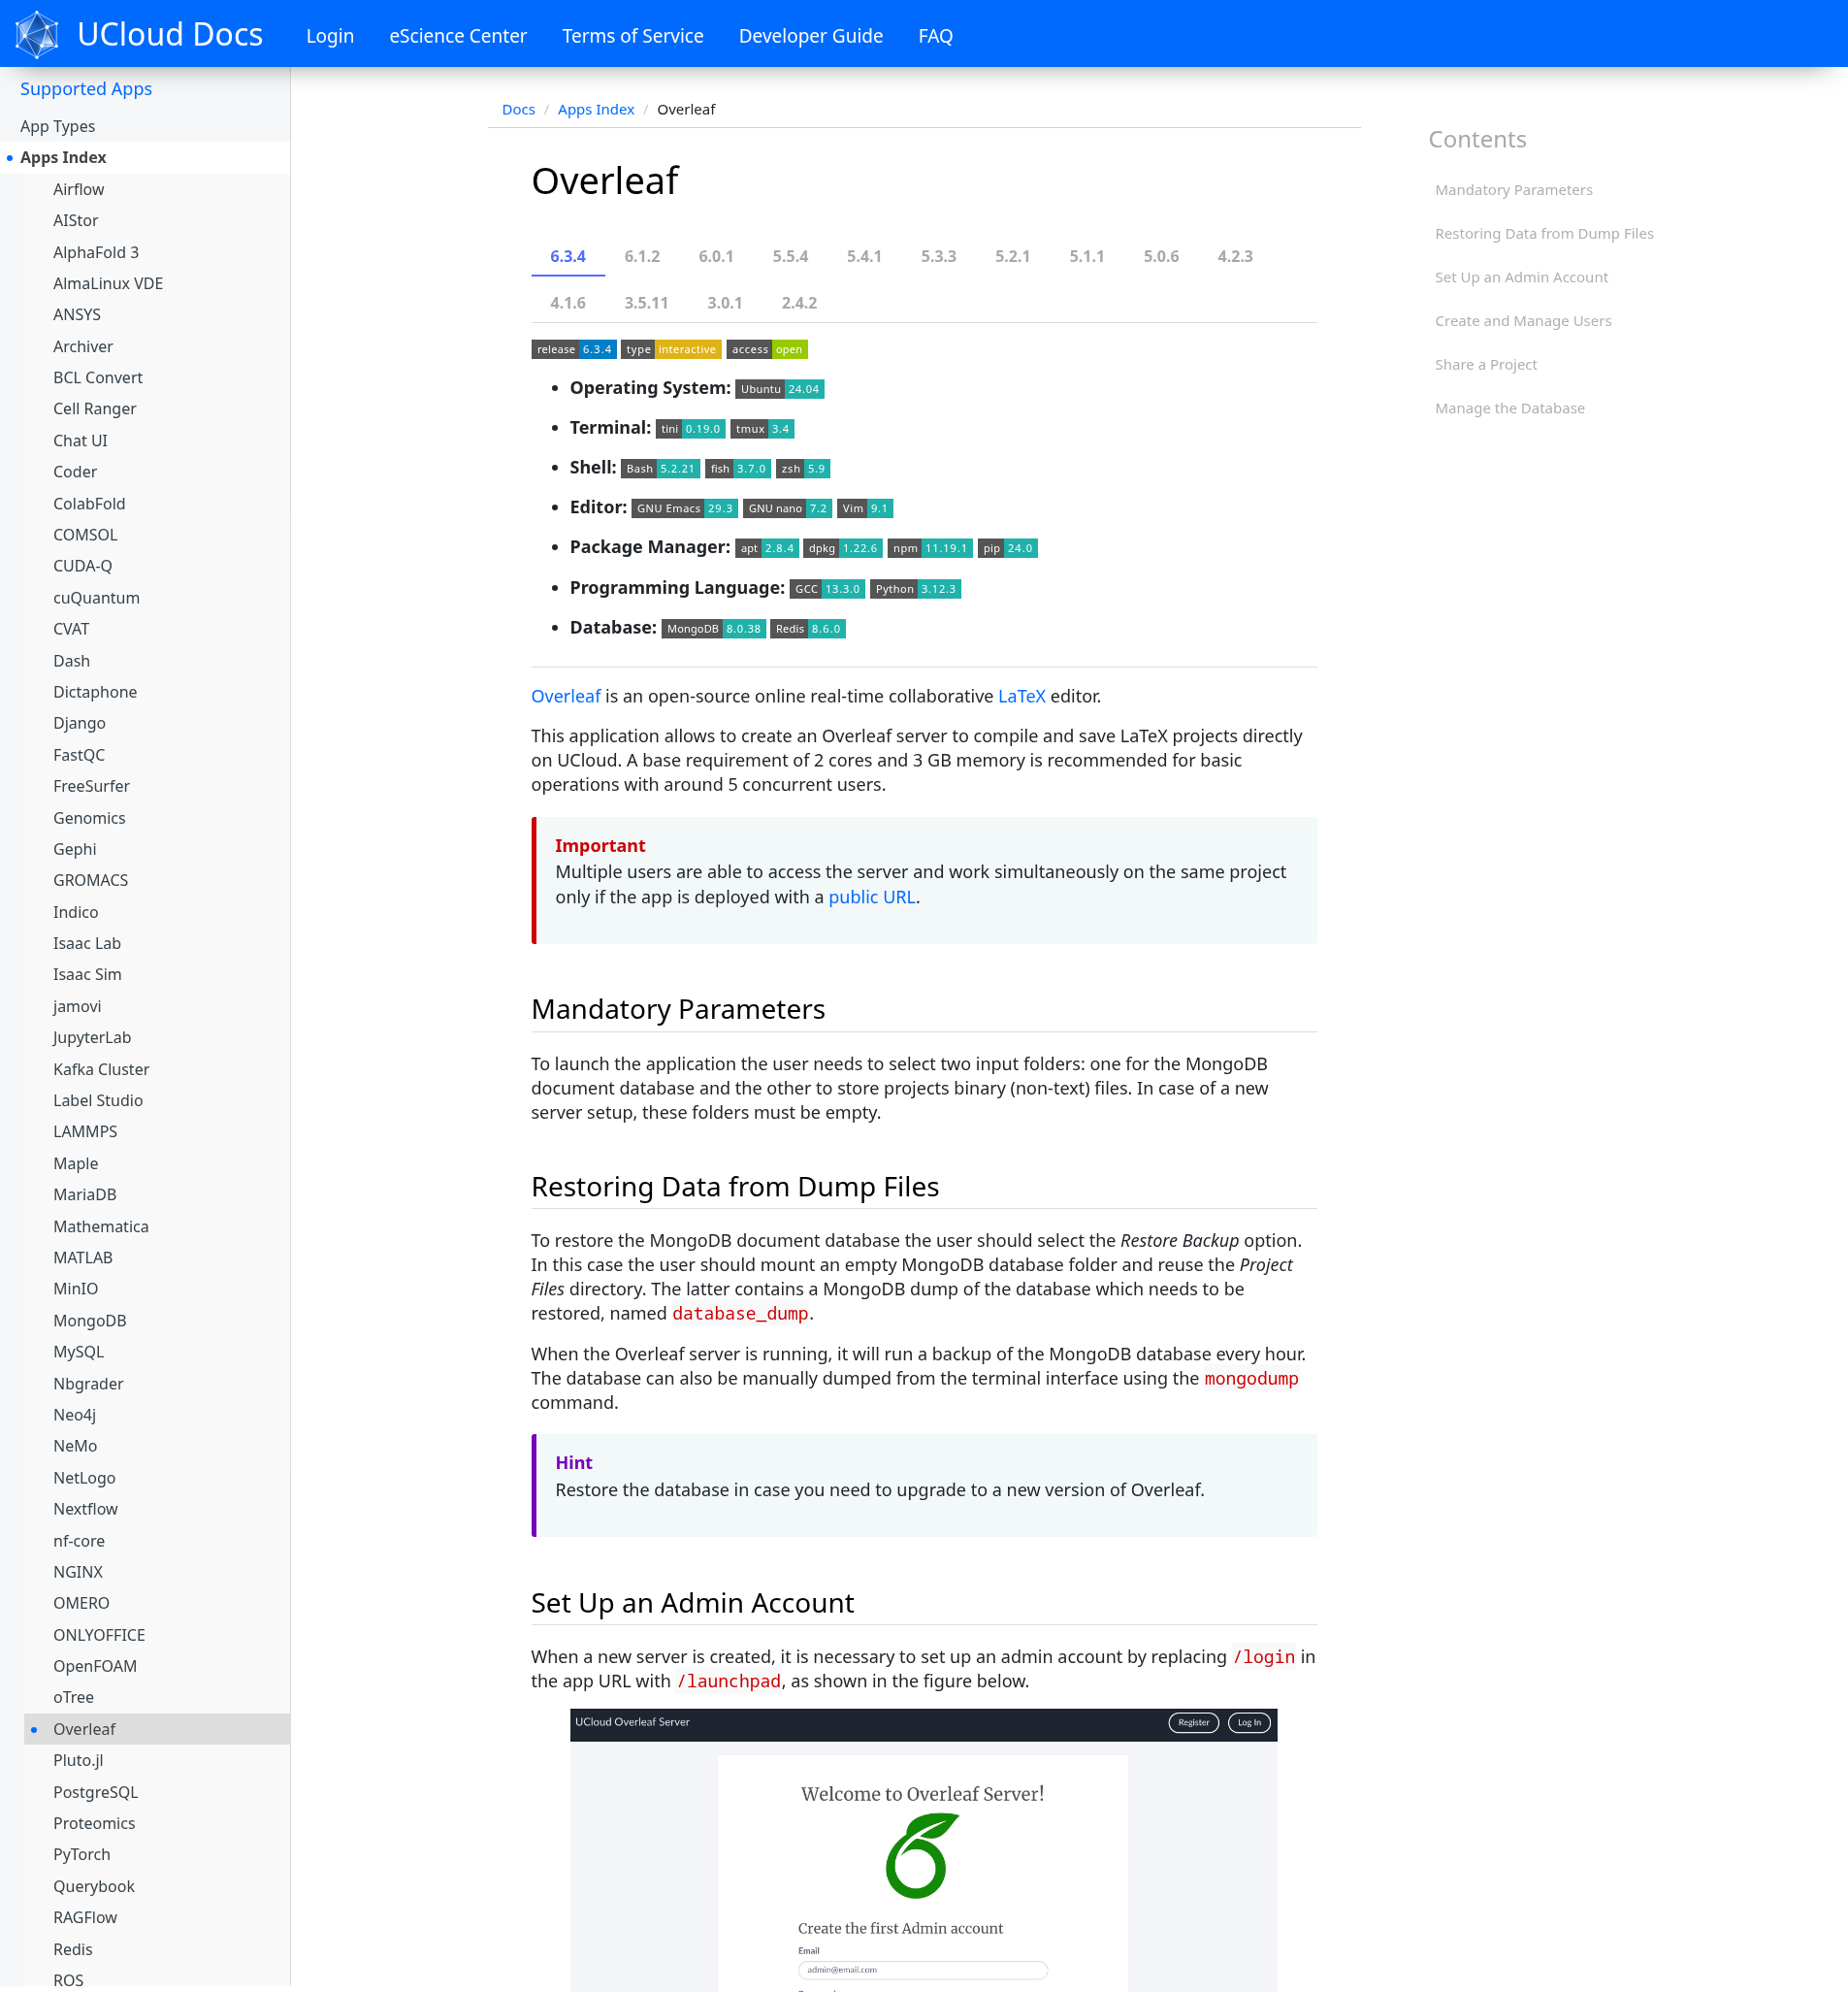 UCloud Docs Login eScience Center Terms of Service Developer Guide FAQ
Supported Apps
App Types
Apps Index
Airflow
AIStor
AlphaFold 3
AlmaLinux VDE
ANSYS
Archiver
BCL Convert
Cell Ranger
Chat UI
Coder
ColabFold
COMSOL
CUDA-Q
cuQuantum
CVAT
Dash
Dictaphone
Django
FastQC
FreeSurfer
Genomics
Gephi
GROMACS
Indico
Isaac Lab
Isaac Sim
jamovi
JupyterLab
Kafka Cluster
Label Studio
LAMMPS
Maple
MariaDB
Mathematica
MATLAB
MinIO
MongoDB
MySQL
Nbgrader
Neo4j
NeMo
NetLogo
Nextflow
nf-core
NGINX
OMERO
ONLYOFFICE
OpenFOAM
oTree
Overleaf
Pluto.jl
PostgreSQL
Proteomics
PyTorch
Querybook
RAGFlow
Redis
ROS
Docs / Apps Index / Overleaf
Overleaf
6.3.4 6.1.2 6.0.1 5.5.4 5.4.1 5.3.3 5.2.1 5.1.1 5.0.6 4.2.3
4.1.6 3.5.11 3.0.1 2.4.2
release 6.3.4 type interactive access open
• Operating System: Ubuntu 24.04
• Terminal: tini 0.19.0 tmux 3.4
• Shell: Bash 5.2.21 fish 3.7.0 zsh 5.9
• Editor: GNU Emacs 29.3 GNU nano 7.2 Vim 9.1
• Package Manager: apt 2.8.4 dpkg 1.22.6 npm 11.19.1 pip 24.0
• Programming Language: GCC 13.3.0 Python 3.12.3
• Database: MongoDB 8.0.38 Redis 8.6.0
Overleaf is an open-source online real-time collaborative LaTeX editor.
This application allows to create an Overleaf server to compile and save LaTeX projects directly
on UCloud. A base requirement of 2 cores and 3 GB memory is recommended for basic
operations with around 5 concurrent users.
Important
Multiple users are able to access the server and work simultaneously on the same project
only if the app is deployed with a public URL.
Mandatory Parameters
To launch the application the user needs to select two input folders: one for the MongoDB
document database and the other to store projects binary (non-text) files. In case of a new
server setup, these folders must be empty.
Restoring Data from Dump Files
To restore the MongoDB document database the user should select the Restore Backup option.
In this case the user should mount an empty MongoDB database folder and reuse the Project
Files directory. The latter contains a MongoDB dump of the database which needs to be
restored, named database_dump.
When the Overleaf server is running, it will run a backup of the MongoDB database every hour.
The database can also be manually dumped from the terminal interface using the mongodump
command.
Hint
Restore the database in case you need to upgrade to a new version of Overleaf.
Set Up an Admin Account
When a new server is created, it is necessary to set up an admin account by replacing /login in
the app URL with /launchpad, as shown in the figure below.
UCloud Overleaf Server Register Log In
Welcome to Overleaf Server!
Create the first Admin account
Email
admin@email.com
Contents
Mandatory Parameters
Restoring Data from Dump Files
Set Up an Admin Account
Create and Manage Users
Share a Project
Manage the Database